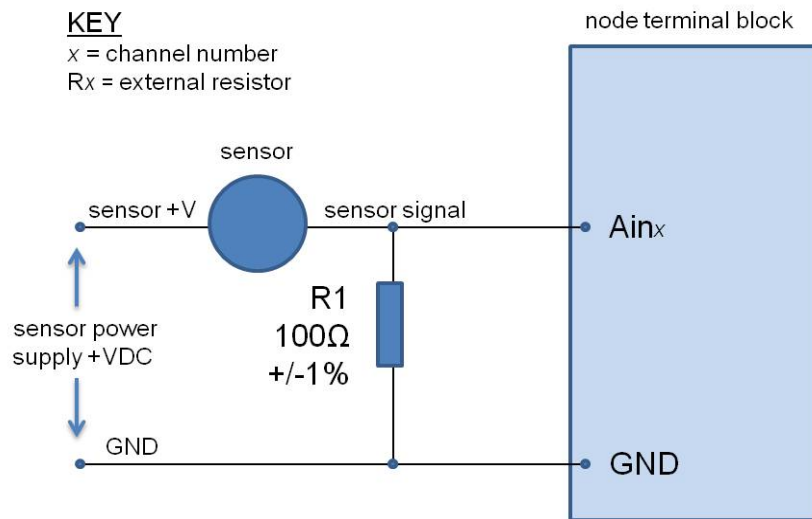 KEY
x = channel number
Rx = external resistor
node terminal block
sensor
sensor +V
sensor signal
Ainx
R1
100Ω
+/-1%
sensor power
supply +VDC
GND
GND